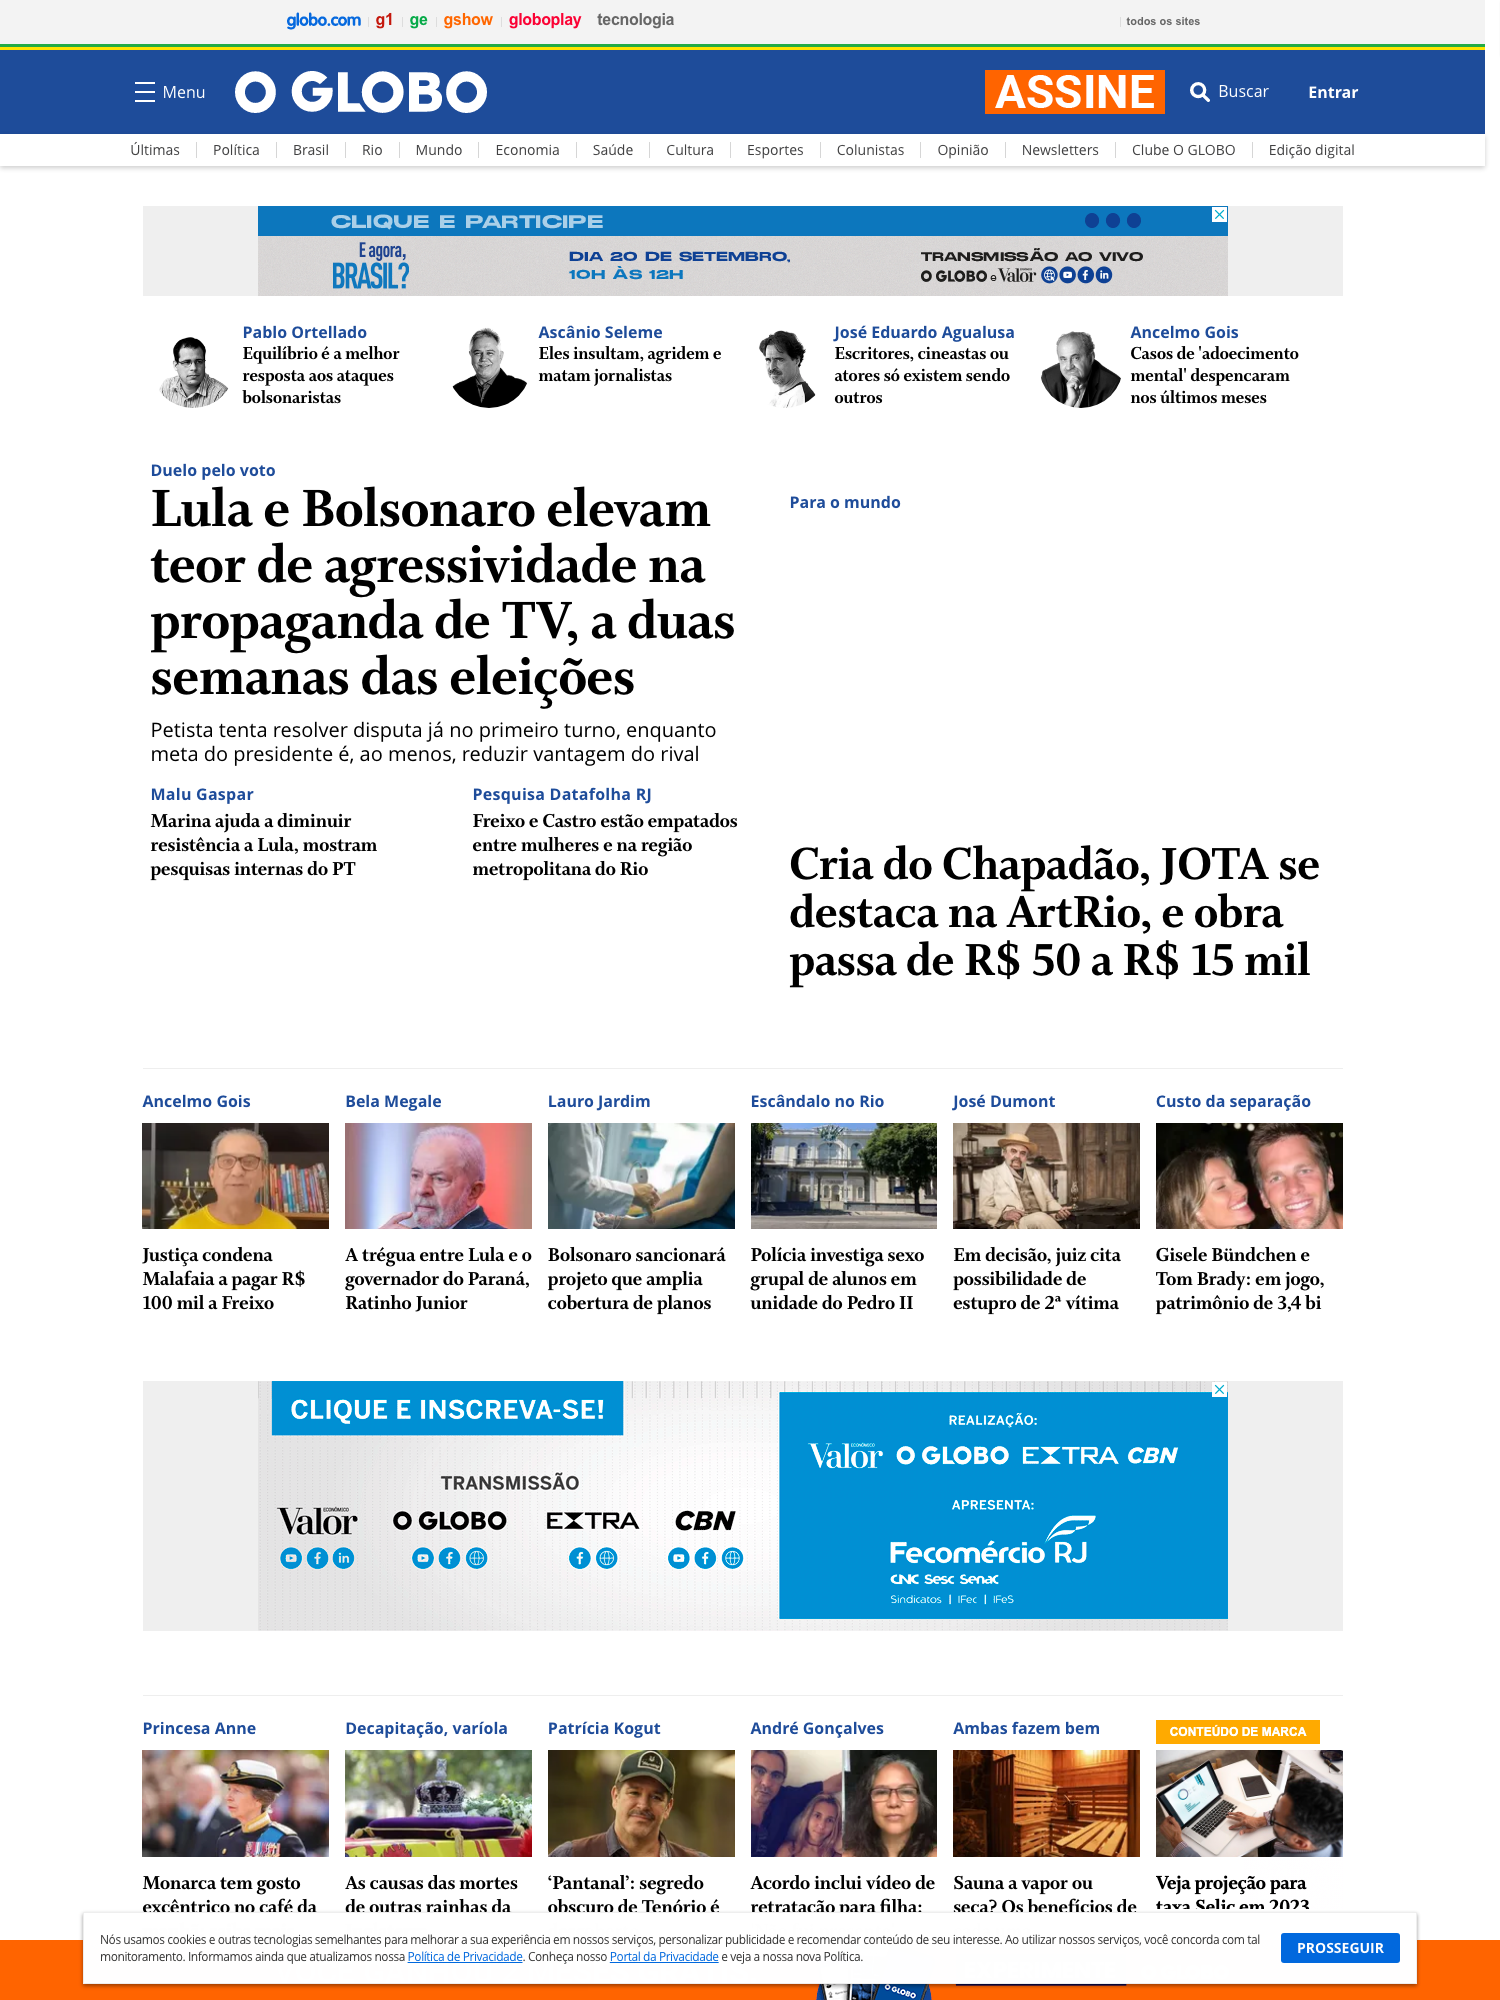 globo.com g1 ge gshow globoplay tecnologia todos os sites
Menu O GLOBO ASSINE Buscar Entrar
Últimas Política Brasil Rio Mundo Economia Saúde Cultura Esportes Colunistas Opinião Newsletters Clube O GLOBO Edição digital
CLIQUE E PARTICIPE
E agora,
BRASIL?
DIA 20 DE SETEMBRO,
10H ÀS 12H
TRANSMISSÃO AO VIVO
O GLOBO e Valor
Pablo Ortellado
Equilíbrio é a melhor
resposta aos ataques
bolsonaristas
Ascânio Seleme
Eles insultam, agridem e
matam jornalistas
José Eduardo Agualusa
Escritores, cineastas ou
atores só existem sendo
outros
Ancelmo Gois
Casos de 'adoecimento
mental' despencaram
nos últimos meses
Duelo pelo voto
Lula e Bolsonaro elevam
teor de agressividade na
propaganda de TV, a duas
semanas das eleições
Petista tenta resolver disputa já no primeiro turno, enquanto
meta do presidente é, ao menos, reduzir vantagem do rival
Malu Gaspar
Marina ajuda a diminuir
resistência a Lula, mostram
pesquisas internas do PT
Pesquisa Datafolha RJ
Freixo e Castro estão empatados
entre mulheres e na região
metropolitana do Rio
Para o mundo
Cria do Chapadão, JOTA se
destaca na ArtRio, e obra
passa de R$ 50 a R$ 15 mil
Ancelmo Gois
Justiça condena
Malafaia a pagar R$
100 mil a Freixo
Bela Megale
A trégua entre Lula e o
governador do Paraná,
Ratinho Junior
Lauro Jardim
Bolsonaro sancionará
projeto que amplia
cobertura de planos
Escândalo no Rio
Polícia investiga sexo
grupal de alunos em
unidade do Pedro II
José Dumont
Em decisão, juiz cita
possibilidade de
estupro de 2ª vítima
Custo da separação
Gisele Bündchen e
Tom Brady: em jogo,
patrimônio de 3,4 bi
CLIQUE E INSCREVA-SE!
TRANSMISSÃO
Valor ECONÔMICO O GLOBO EXTRA CBN
REALIZAÇÃO:
Valor ECONÔMICO O GLOBO EXTRA CBN
APRESENTA:
Fecomércio RJ
CNC Sesc Senac
Sindicatos | IFec | IFeS
Princesa Anne
Monarca tem gosto
excêntrico no café da
Decapitação, varíola
As causas das mortes
de outras rainhas da
Patrícia Kogut
‘Pantanal’: segredo
obscuro de Tenório é
André Gonçalves
Acordo inclui vídeo de
retratação para filha:
Ambas fazem bem
Sauna a vapor ou
seca? Os benefícios de
CONTEÚDO DE MARCA
Veja projeção para
taxa Selic em 2023
Nós usamos cookies e outras tecnologias semelhantes para melhorar a sua experiência em nossos serviços, personalizar publicidade e recomendar conteúdo de seu interesse. Ao utilizar nossos serviços, você concorda com tal
monitoramento. Informamos ainda que atualizamos nossa Política de Privacidade. Conheça nosso Portal da Privacidade e veja a nossa nova Política.
PROSSEGUIR
O GLOBO